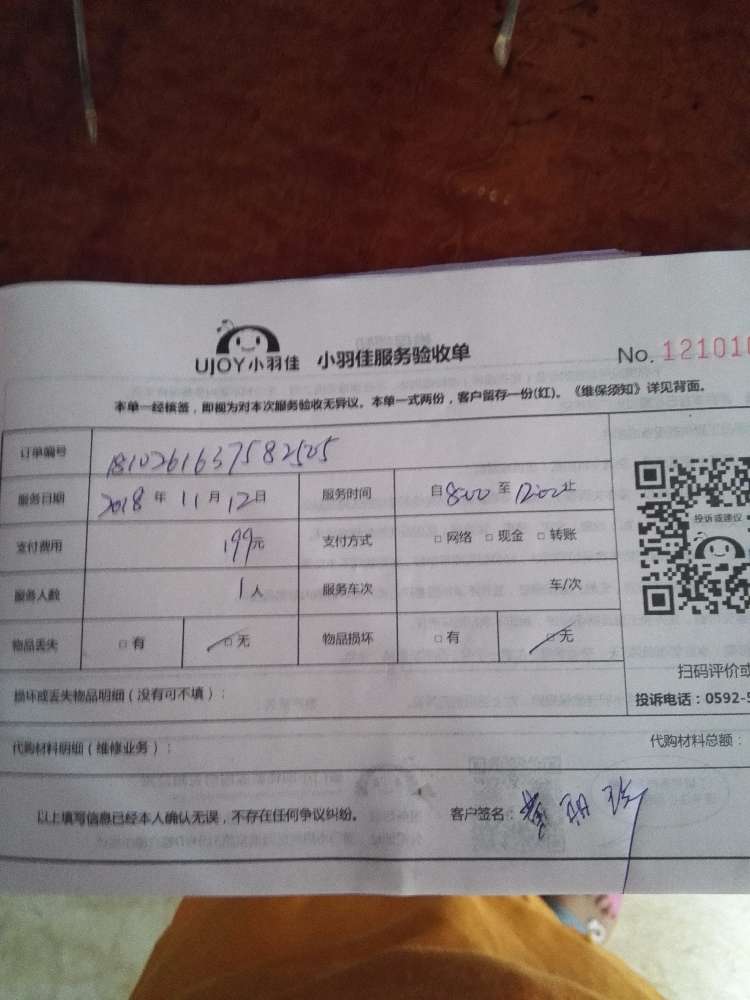 UJOY小羽佳 小羽佳服务验收单 No. 121010
本单一经核签，即视为对本次服务验收无异议。本单一式两份，客户留存一份(红)。《维保须知》详见背面。
订单编号 1810261637582505
服务日期 2018 年 11 月 12 日 服务时间 自 8:00 至 12:00 止
投诉或建议
支付费用 199元 支付方式 □ 网络 □ 现金 □ 转账
服务人数 1 人 服务车次 车/次
物品丢失 □ 有 □ 无 物品损坏 □ 有 □ 无
扫码评价或
损坏或丢失物品明细（没有可不填）： 投诉电话：0592-5
代购材料明细（维修业务）： 代购材料总额：
以上填写信息已经本人确认无误，不存在任何争议纠纷。 客户签名：